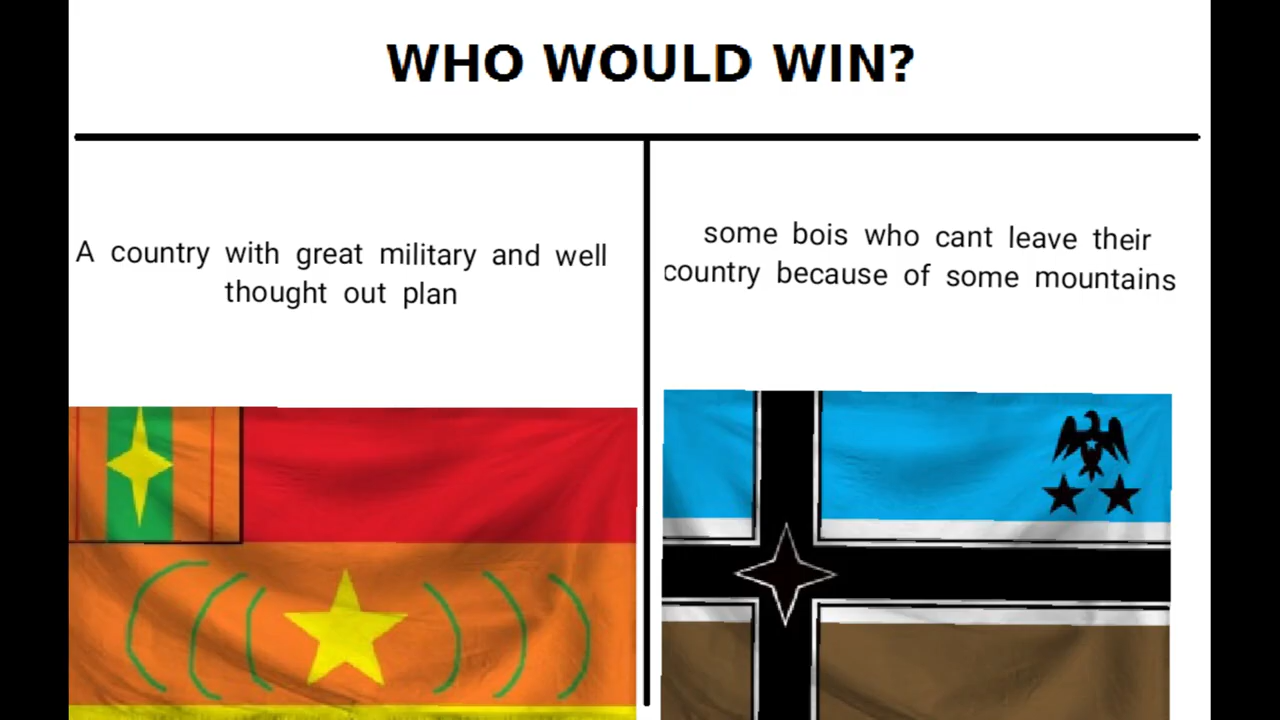 WHO WOULD WIN?
A country with great military and well
thought out plan
some bois who cant leave their
country because of some mountains